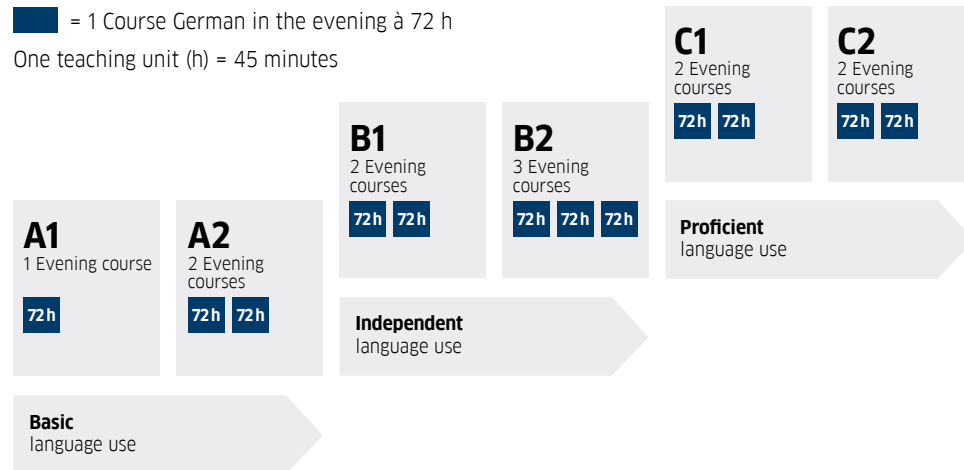 = 1 Course German in the evening à 72 h
One teaching unit (h) = 45 minutes
A1
1 Evening course
72h
A2
2 Evening
courses
72h 72h
Basic
language use
B1
2 Evening
courses
72h 72h
B2
3 Evening
courses
72h 72h 72h
Independent
language use
C1
2 Evening
courses
72h 72h
C2
2 Evening
courses
72h 72h
Proficient
language use